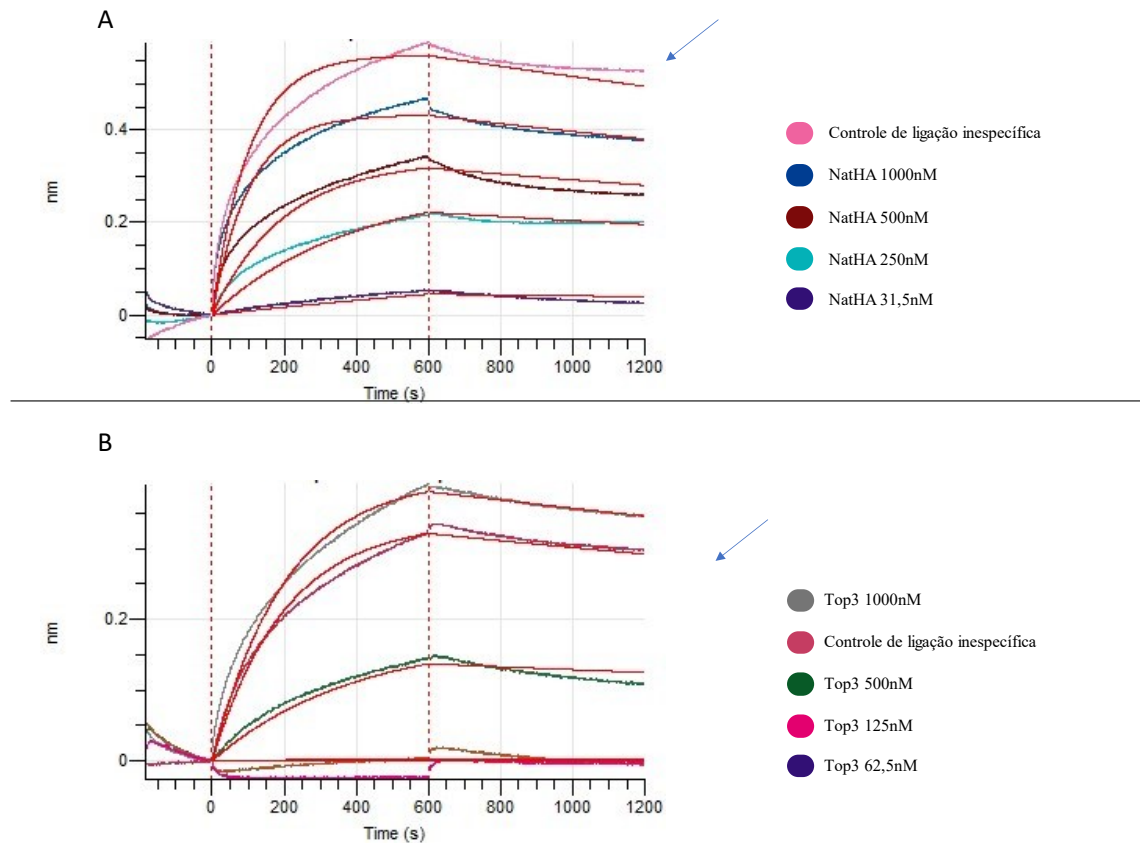 A
0.4
0.2
0
nm
0 200 400 600 800 1000 1200
Time (s)
Controle de ligação inespecífica
NatHA 1000nM
NatHA 500nM
NatHA 250nM
NatHA 31,5nM
B
0.2
0
nm
0 200 400 600 800 1000 1200
Time (s)
Top3 1000nM
Controle de ligação inespecífica
Top3 500nM
Top3 125nM
Top3 62,5nM